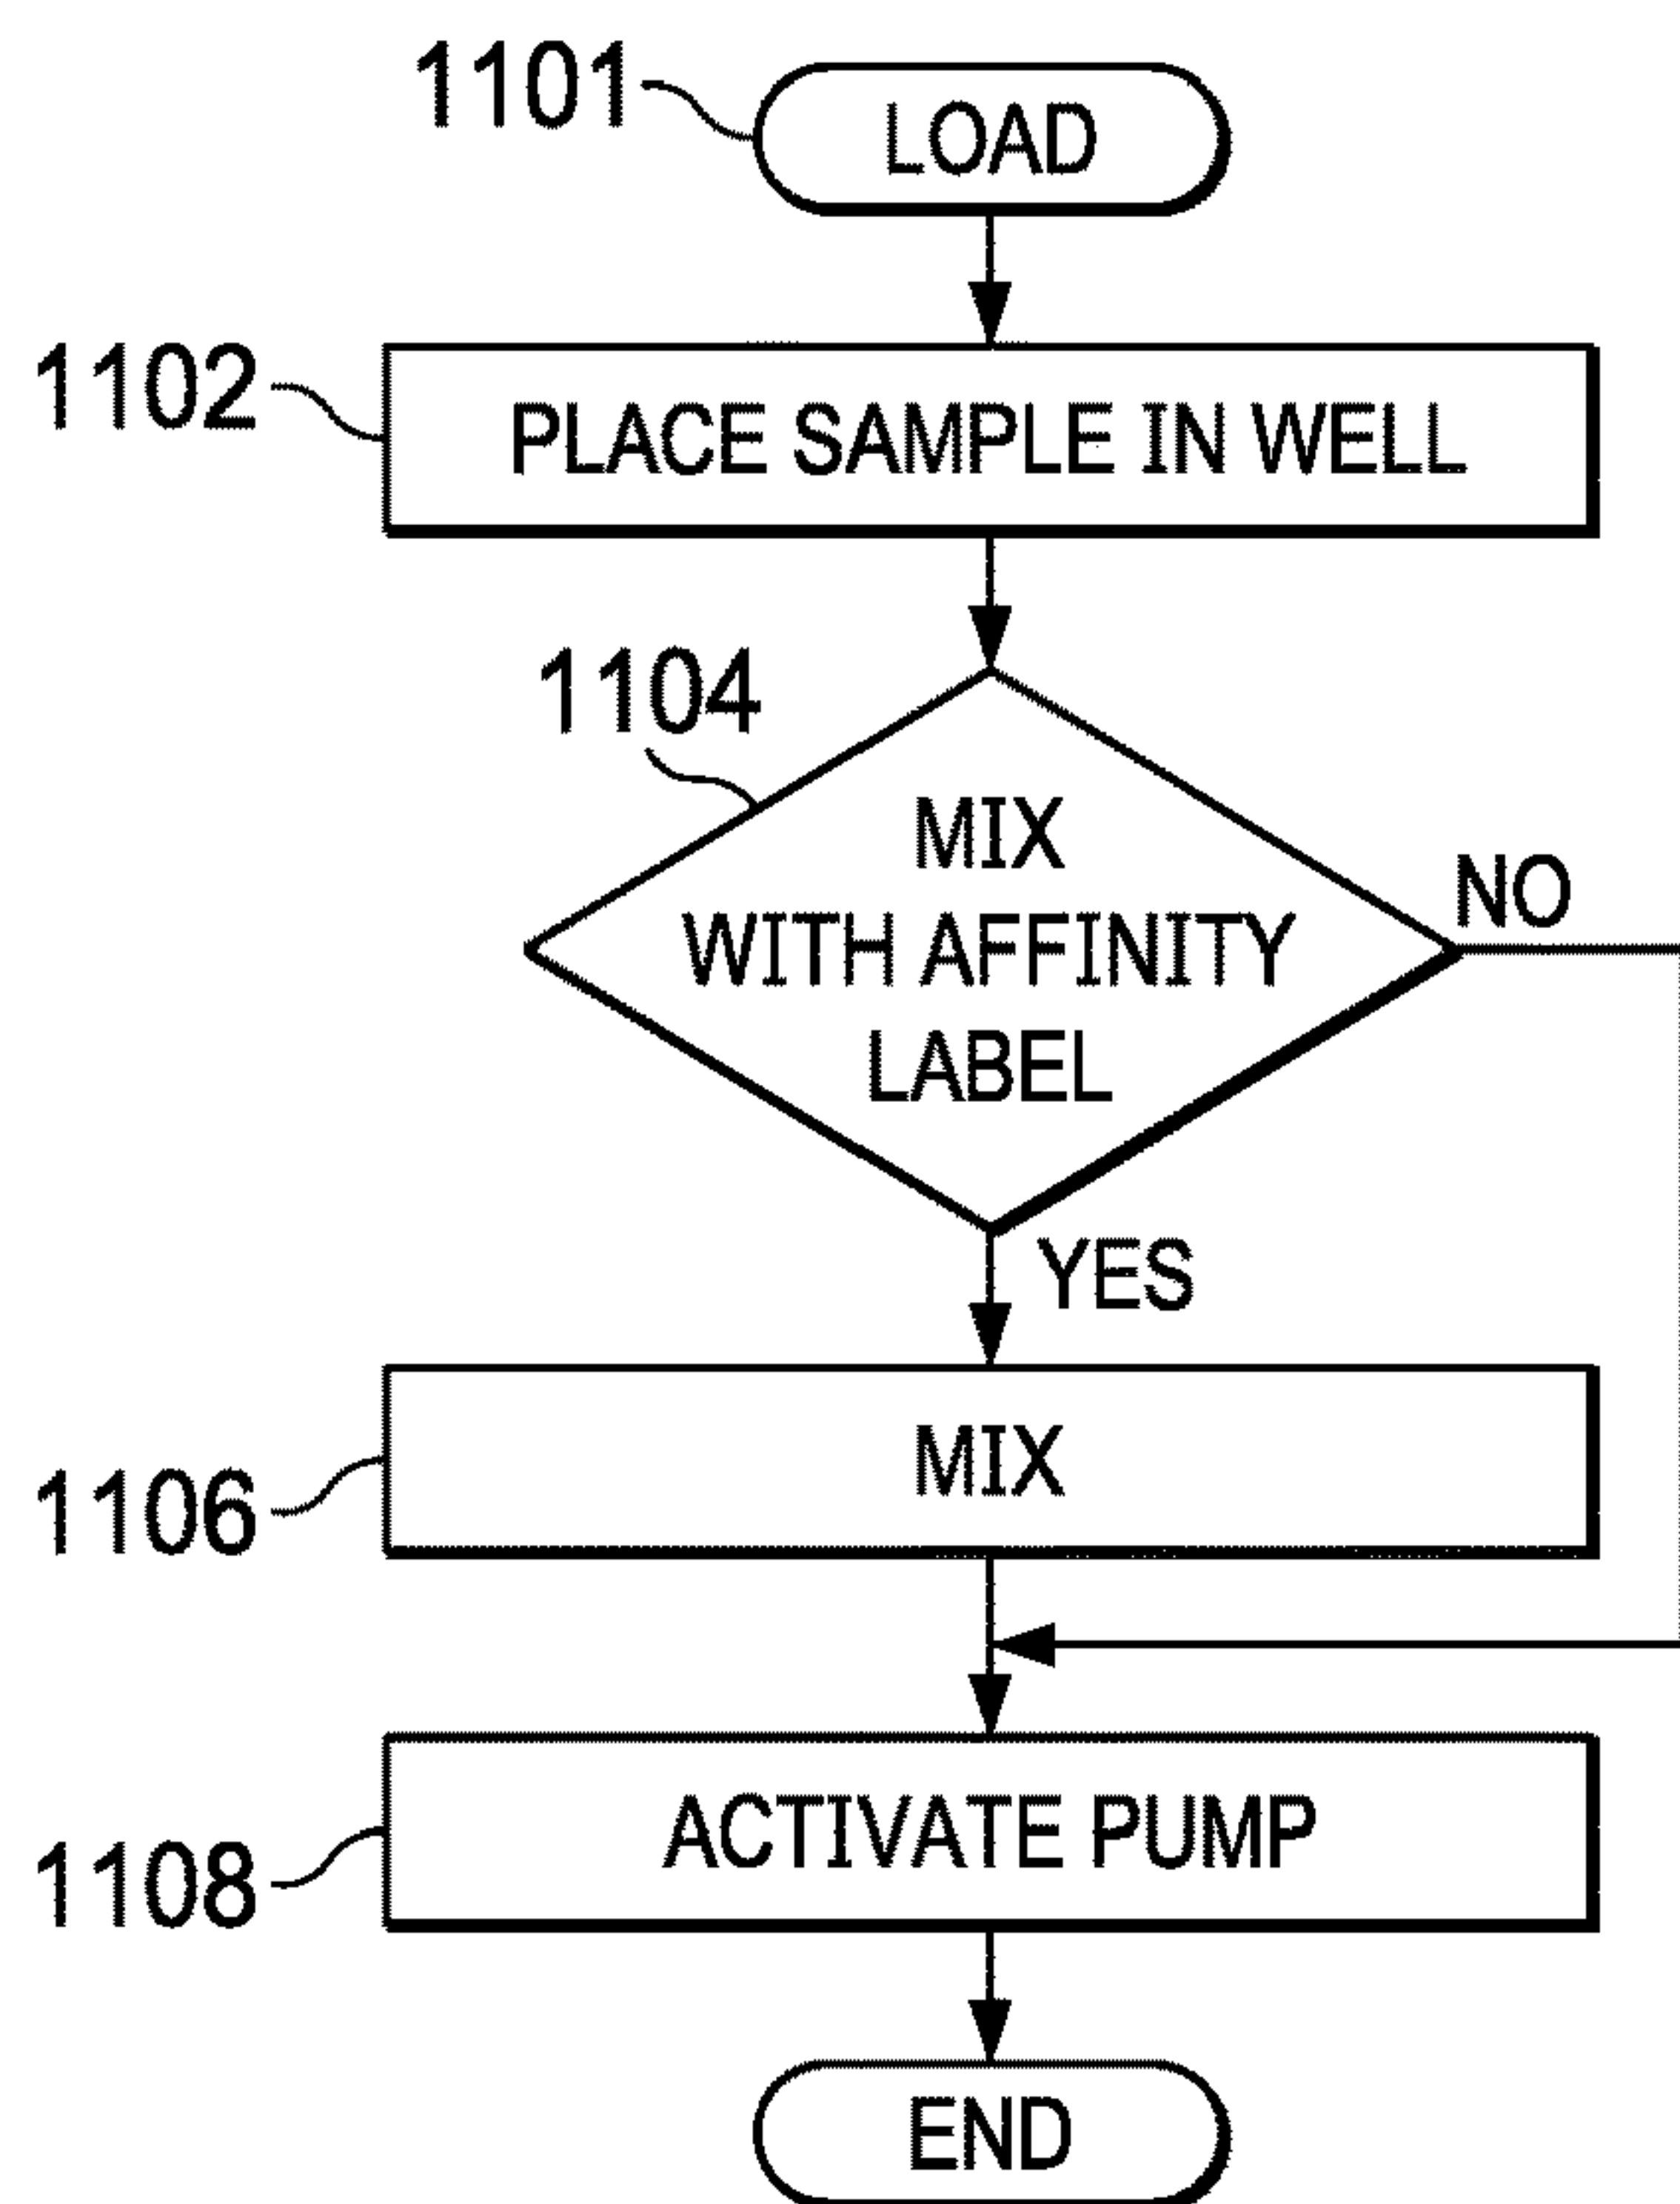 1101
LOAD
1102
PLACE SAMPLE IN WELL
1104
MIX
WITH AFFINITY
LABEL
NO
YES
MIX
1106
ACTIVATE PUMP
1108
END